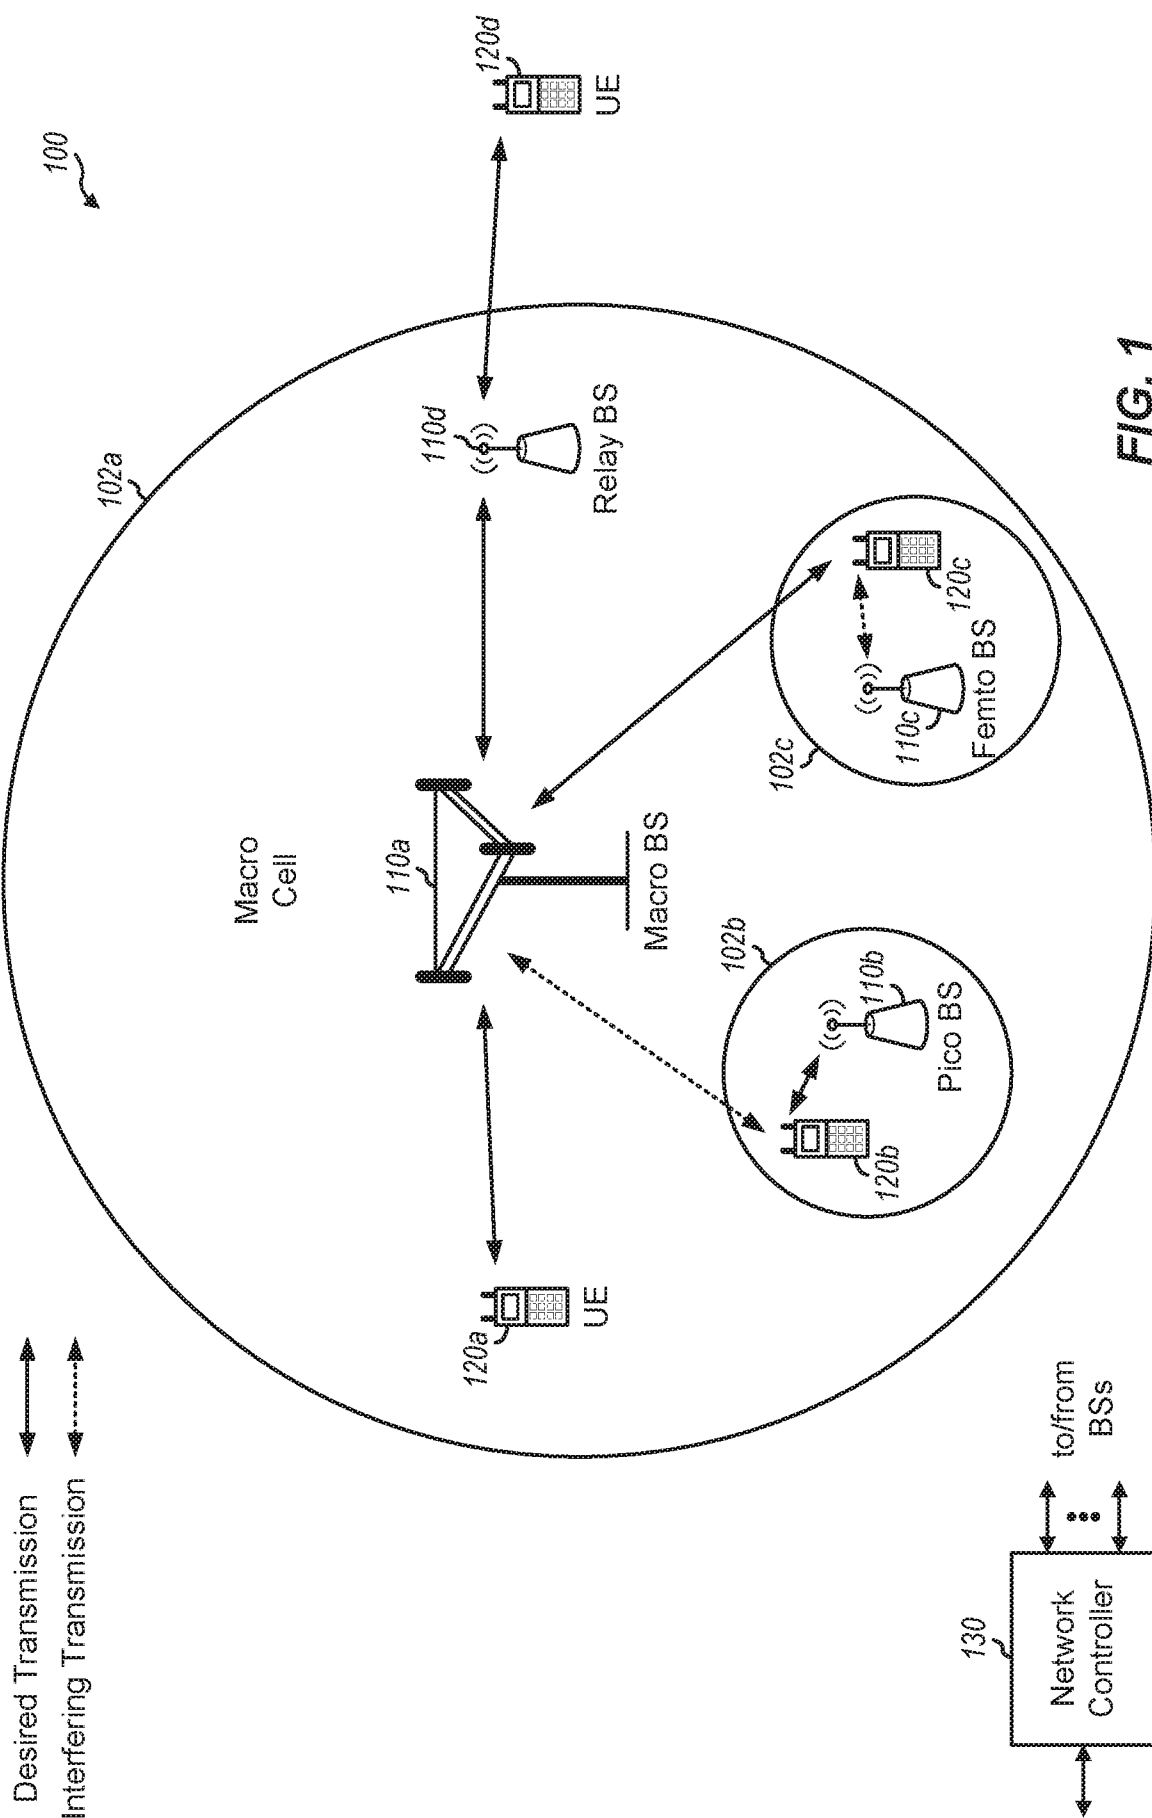 Desired Transmission
Interfering Transmission
100
102a
Macro
Cell
110a
110d
120a
UE
Macro BS
Relay BS
120d
UE
102b
120b
110b
Pico BS
102c
110c
Femto BS
120c
130
Network
Controller
to/from
BSs
FIG. 1